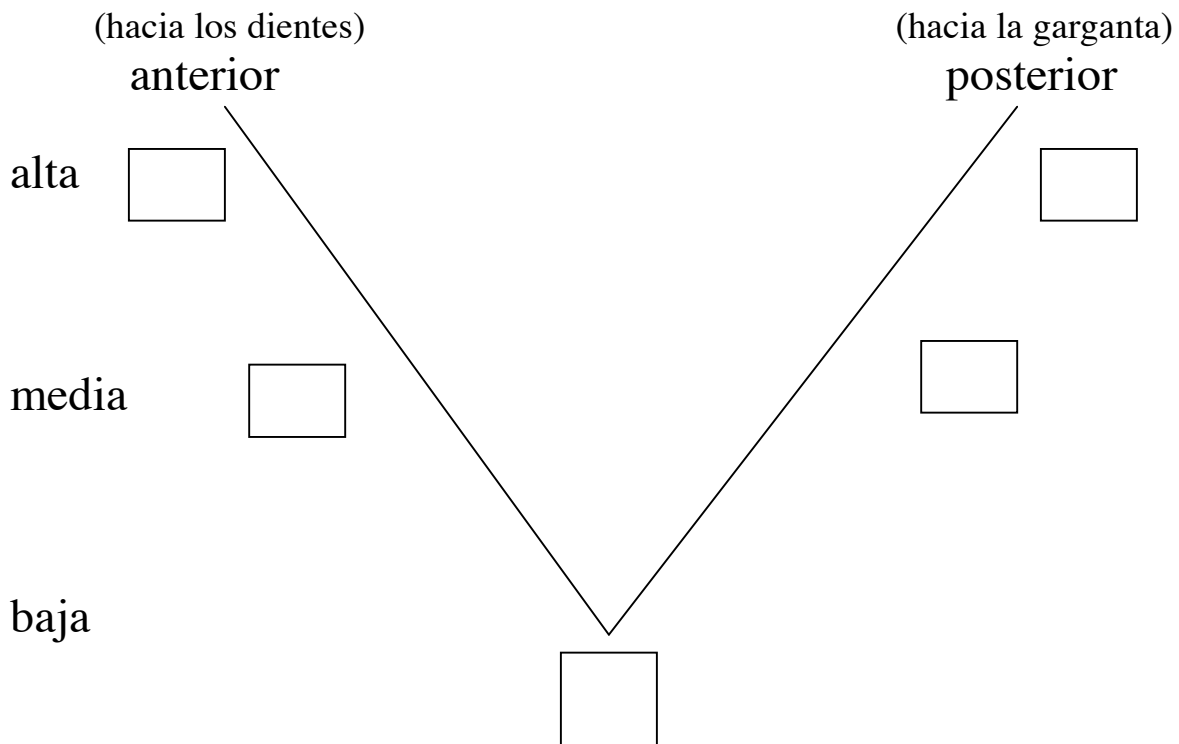 (hacia los dientes) (hacia la garganta)
anterior posterior
alta
media
baja